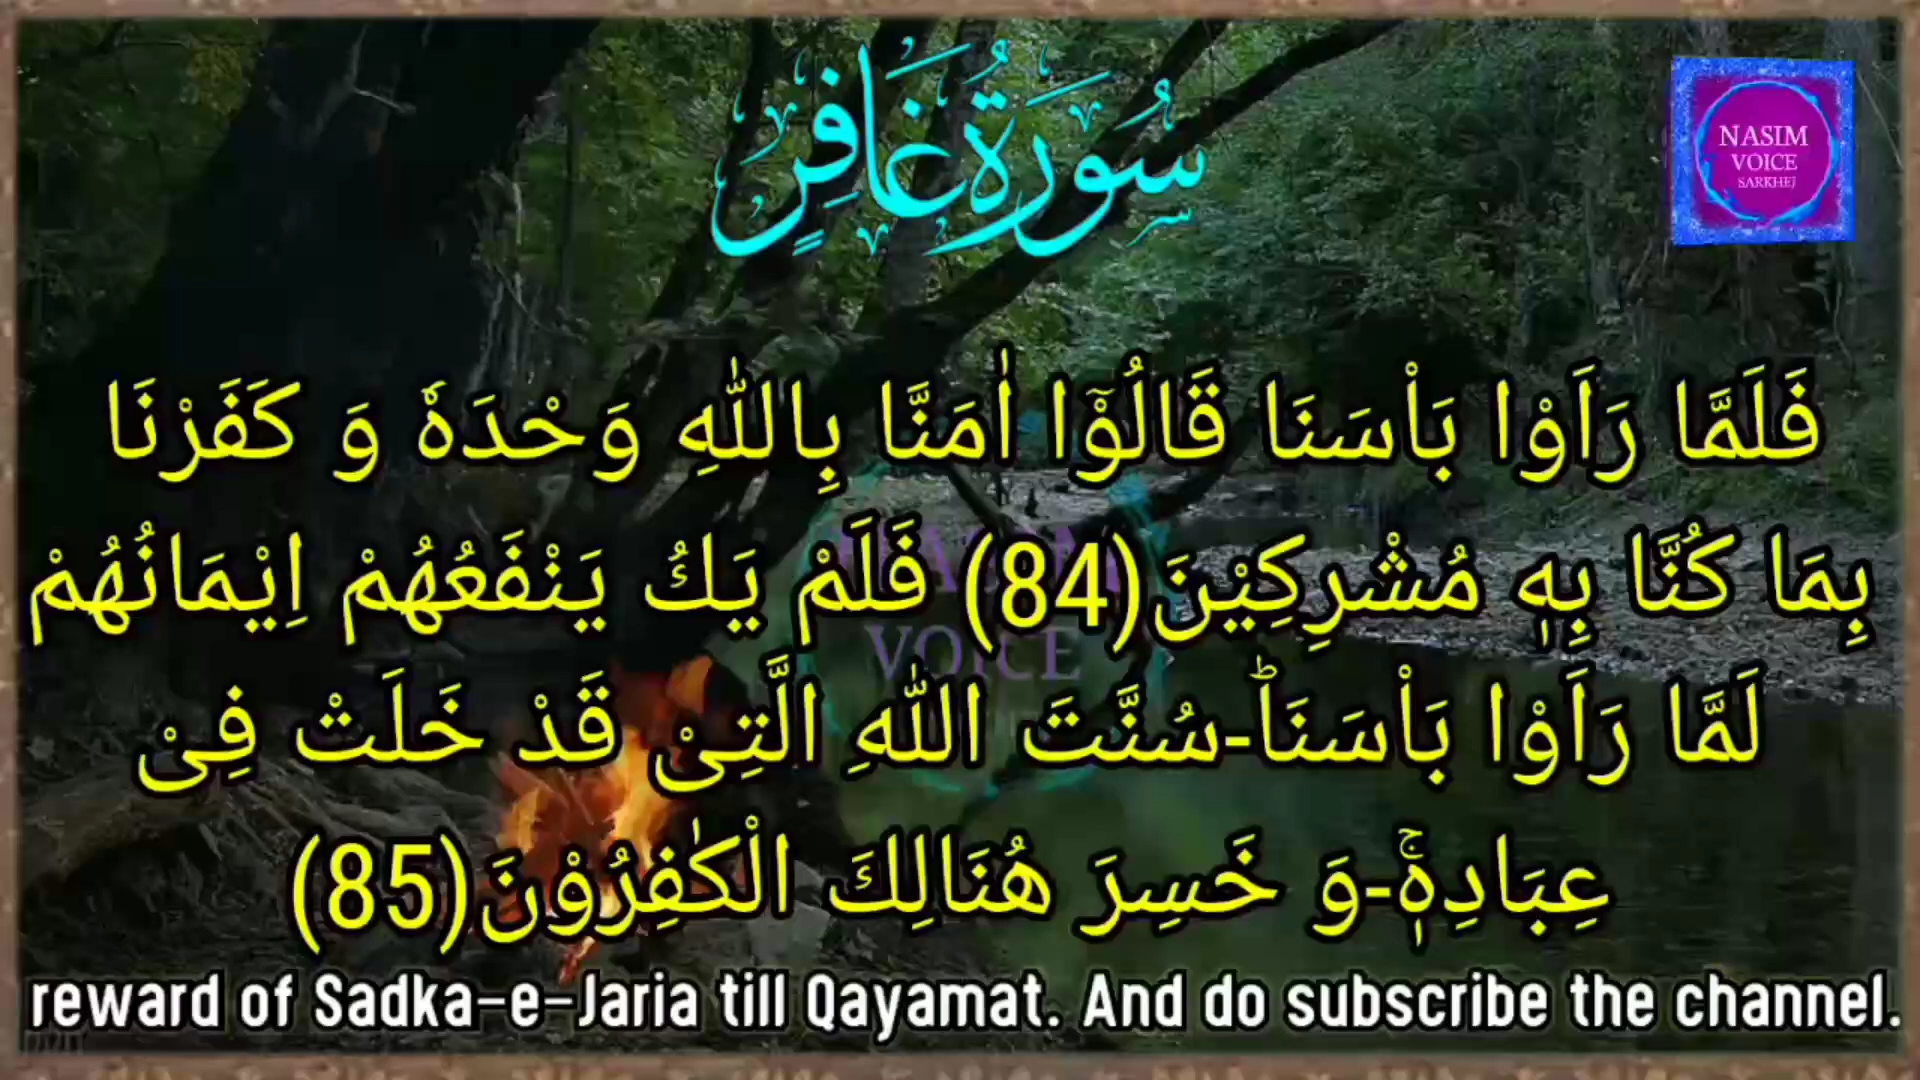 سُورَةُ غَافِرٍ
NASIM
VOICE
SARKHEJ
فَلَمَّا رَاَوْا بَاْسَنَا قَالُوْۤا اٰمَنَّا بِاللّٰهِ وَحْدَهٗ وَ كَفَرْنَا
بِمَا كُنَّا بِهٖ مُشْرِكِیْنَ(84) فَلَمْ یَكُ یَنْفَعُهُمْ اِیْمَانُهُمْ
لَمَّا رَاَوْا بَاْسَنَاؕ-سُنَّتَ اللّٰهِ الَّتِیْ قَدْ خَلَتْ فِیْ
عِبَادِهٖۚ-وَ خَسِرَ هُنَالِكَ الْكٰفِرُوْنَ(85)
VOICE
reward of Sadka-e-Jaria till Qayamat. And do subscribe the channel.